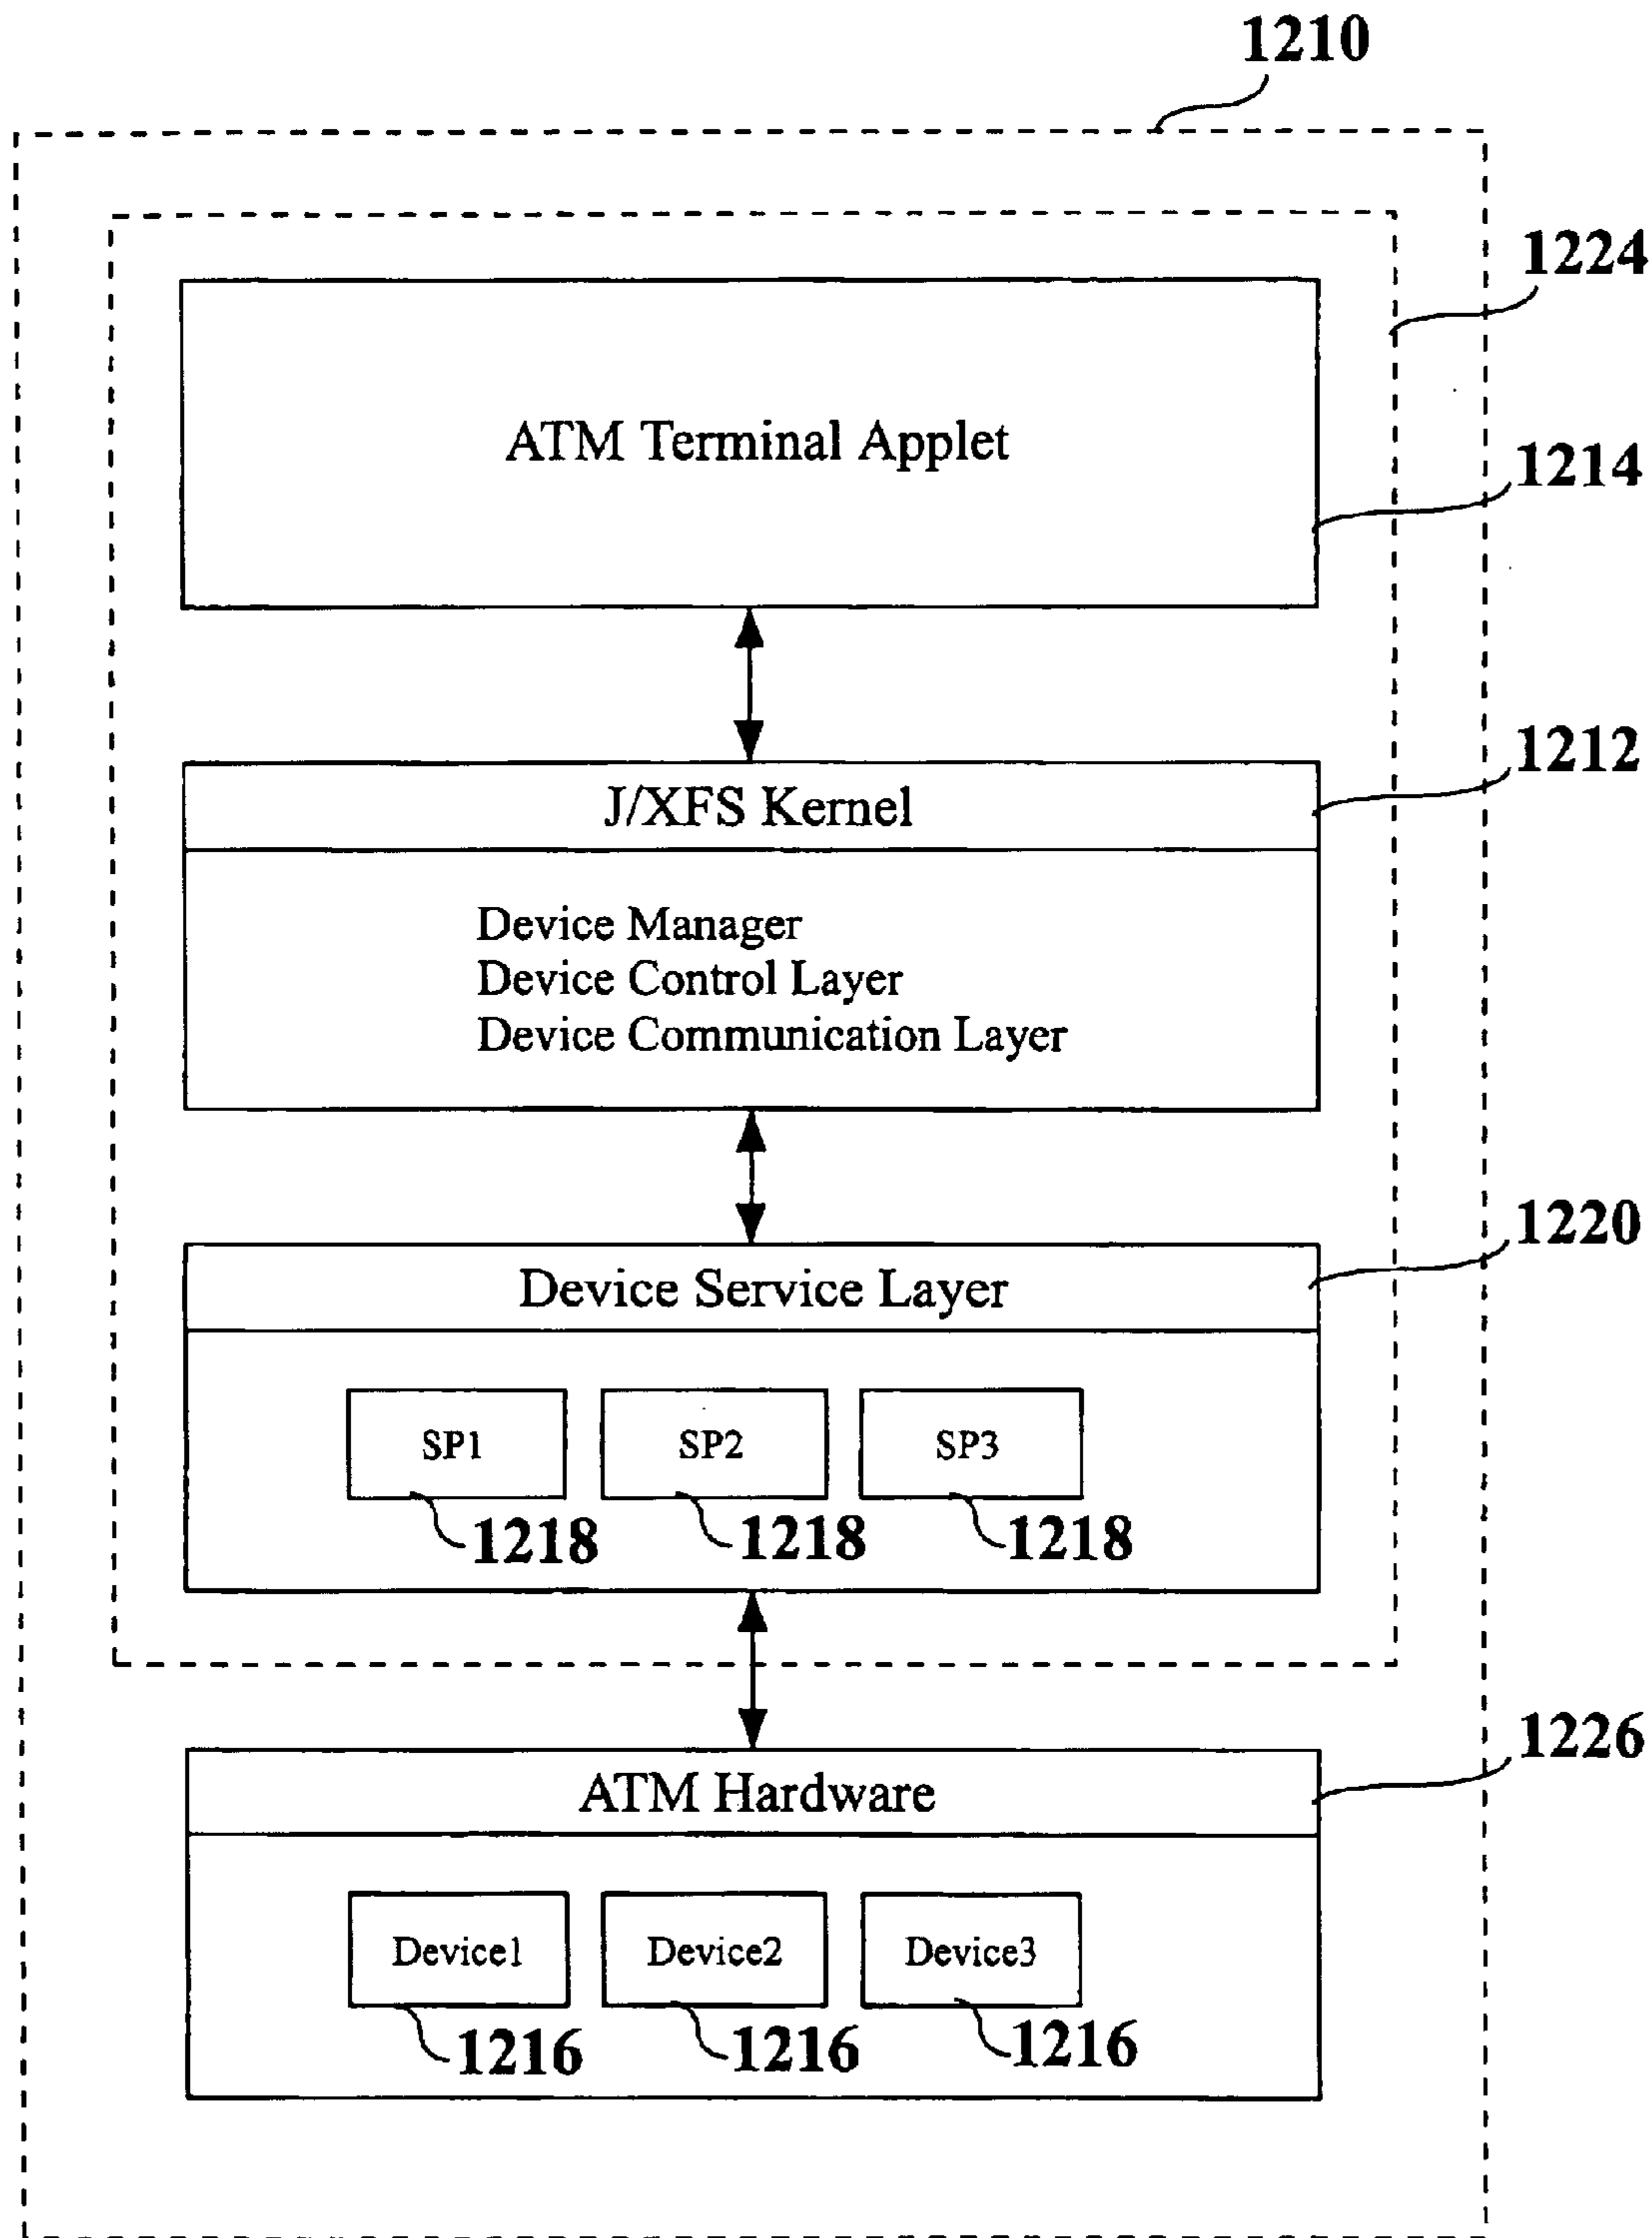 1210
1224
ATM Terminal Applet
1214
1212
J/XFS Kernel
Device Manager
Device Control Layer
Device Communication Layer
1220
Device Service Layer
SP1 SP2 SP3
1218 1218 1218
1226
ATM Hardware
Device1 Device2 Device3
1216 1216 1216